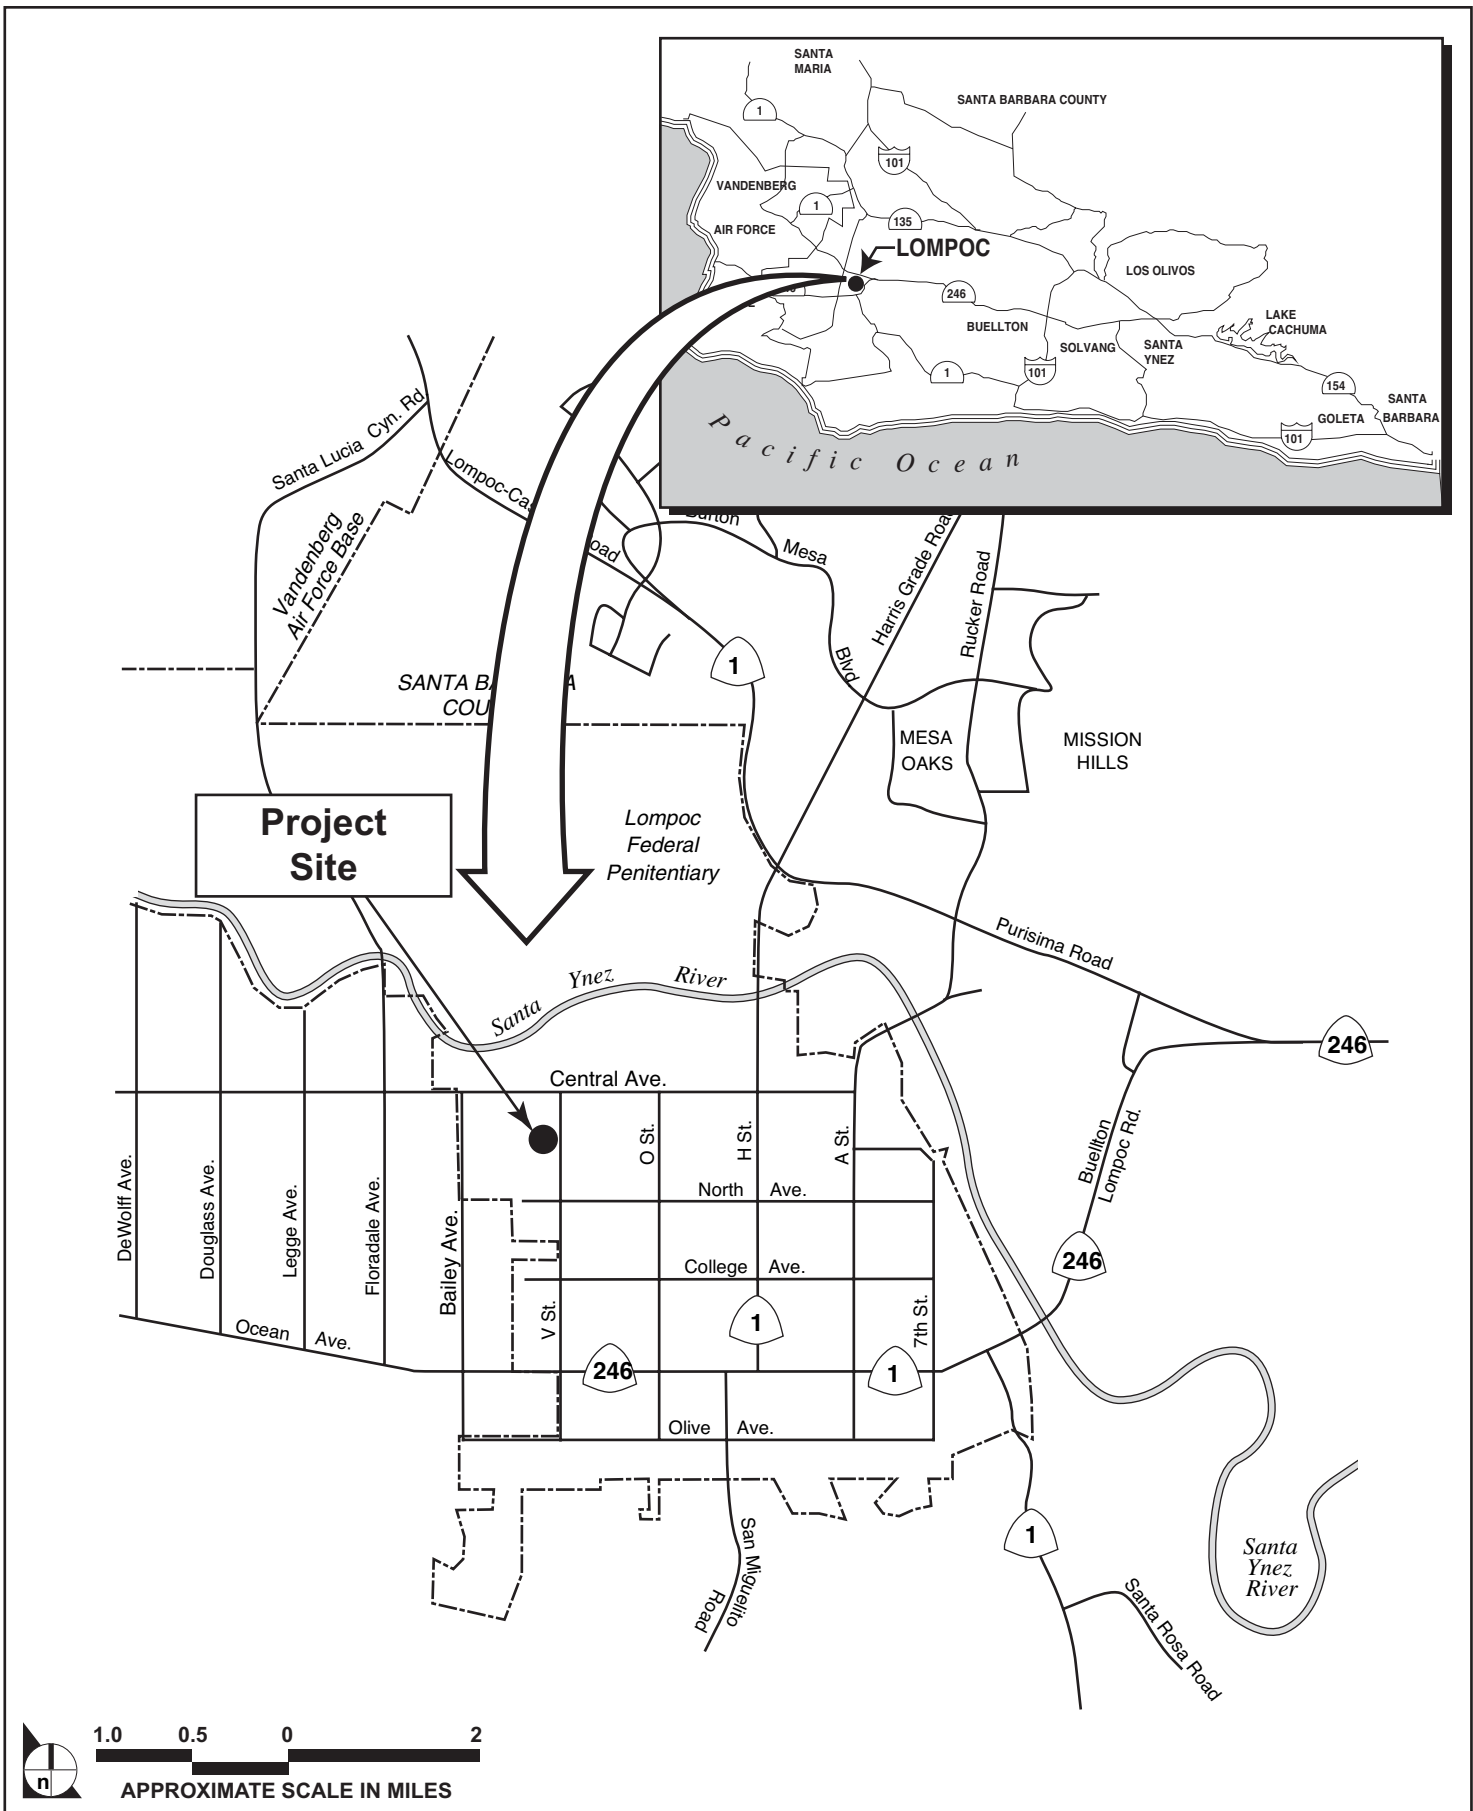 SANTA
MARIA
SANTA BARBARA COUNTY
1
101
VANDENBERG
1
135
AIR FORCE
LOMPOC
LOS OLIVOS
246
LAKE
CACHUMA
BUELLTON
SOLVANG
SANTA
YNEZ
1
101
154
SANTA
BARBARA
GOLETA
101
Pacific Ocean
Santa Lucia Cyn. Rd.
Lompoc-Cas
oad
Burton
Mesa
Blvd
Harris Grade Road
Rucker Road
Vandenberg
Air Force Base
1
SANTA BA
A
COU
MESA
OAKS
MISSION
HILLS
Project
Site
Lompoc
Federal
Penitentiary
Purisima Road
Santa Ynez River
246
Central Ave.
O St.
H St.
A St.
Buellton
Lompoc Rd.
North Ave.
DeWolff Ave.
Douglass Ave.
Legge Ave.
Floradale Ave.
Bailey Ave.
246
College Ave.
V St.
1
7th St.
Ocean Ave.
246
1
Olive Ave.
San Miguelito
Road
1
Santa
Ynez
River
Santa Rosa Road
n
1.0 0.5 0 2
APPROXIMATE SCALE IN MILES